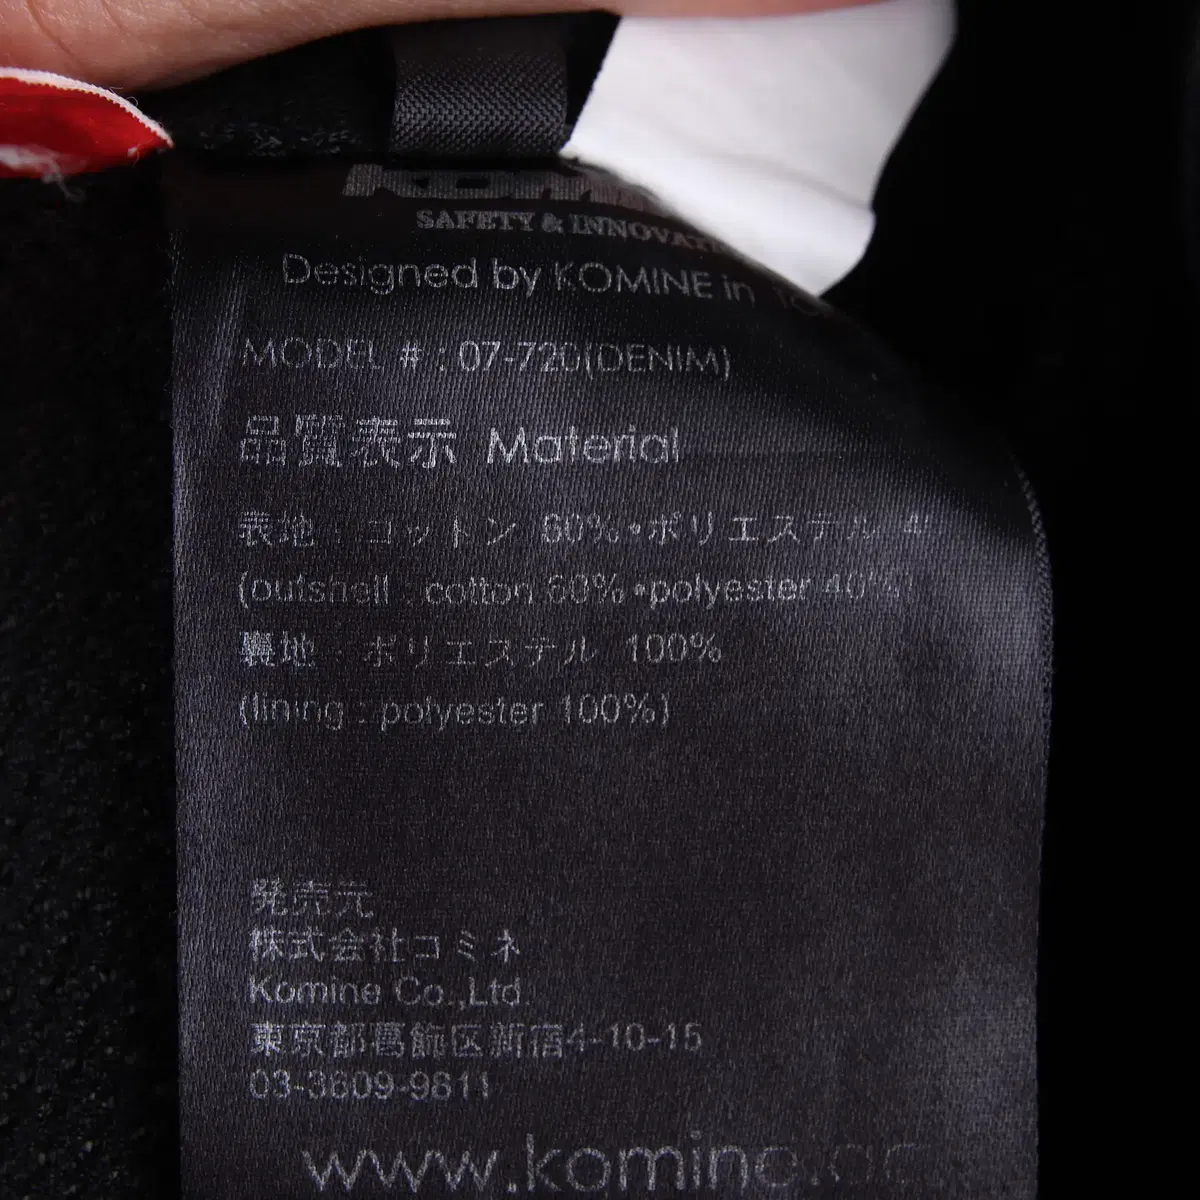 SAFETY & INNOVATI
Designed by KOMINE in TO
MODEL # : 07-720(DENIM)
品質表示 Material
表地 : コットン 60%・ポリエステル 4
(outshell : cotton 60%・polyester 40%)
裏地 : ポリエステル 100%
(lining : polyester 100%)
発売元
株式会社コミネ
Komine Co.,Ltd.
東京都葛飾区新宿4-10-15
03-3609-9811
www.komine.co